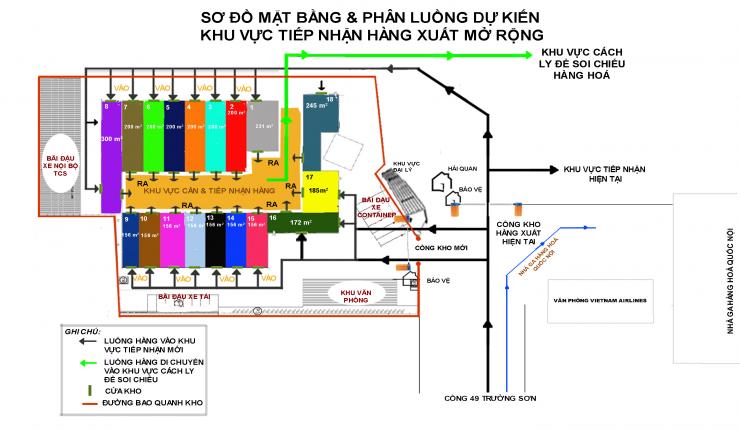 SƠ ĐỒ MẶT BẰNG & PHÂN LUỒNG DỰ KIẾN
KHU VỰC TIẾP NHẬN HÀNG XUẤT MỞ RỘNG
KHU VỰC CÁCH
LY ĐỂ SOI CHIẾU
HÀNG HOÁ
VÀO VÀO VÀO VÀO
8 7 6 5 4 3 2 1 18
300 m² 200 m² 200 m² 200 m² 200 m² 200 m² 200 m² 231 m² 245 m²
BÃI ĐẬU
XE NỘI BỘ
TCS
RA RA
KHU VỰC CÂN & TIẾP NHẬN HÀNG
RA RA RA RA
17
185m²
KHU VỰC
ĐẠI LÝ
HẢI QUAN
BẢO VỆ
KHU VỰC TIẾP NHẬN
HIỆN TẠI
BÃI ĐẬU
XE
CONTAINER
9 10 11 12 13 14 15 16
156 m² 156 m² 156 m² 156 m² 156 m² 156 m² 156 m² 172 m²
CỔNG KHO MỚI
CỔNG KHO
HÀNG XUẤT
HIỆN TẠI
NHÀ GA HÀNG HOÁ
QUỐC NỘI
NHÀ GA HÀNG HOÁ QUỐC NỘI
VÀO VÀO VÀO VÀO
BÃI ĐẬU XE TẢI
KHU VĂN
PHÒNG
BẢO VỆ
VĂN PHÒNG VIETNAM AIRLINES
GHI CHÚ:
LUỒNG HÀNG VÀO KHU
VỰC TIẾP NHẬN MỚI
LUỒNG HÀNG DI CHUYỂN
VÀO KHU VỰC CÁCH LY
ĐỂ SOI CHIẾU
CỬA KHO
ĐƯỜNG BAO QUANH KHO
CỔNG 49 TRƯỜNG SƠN